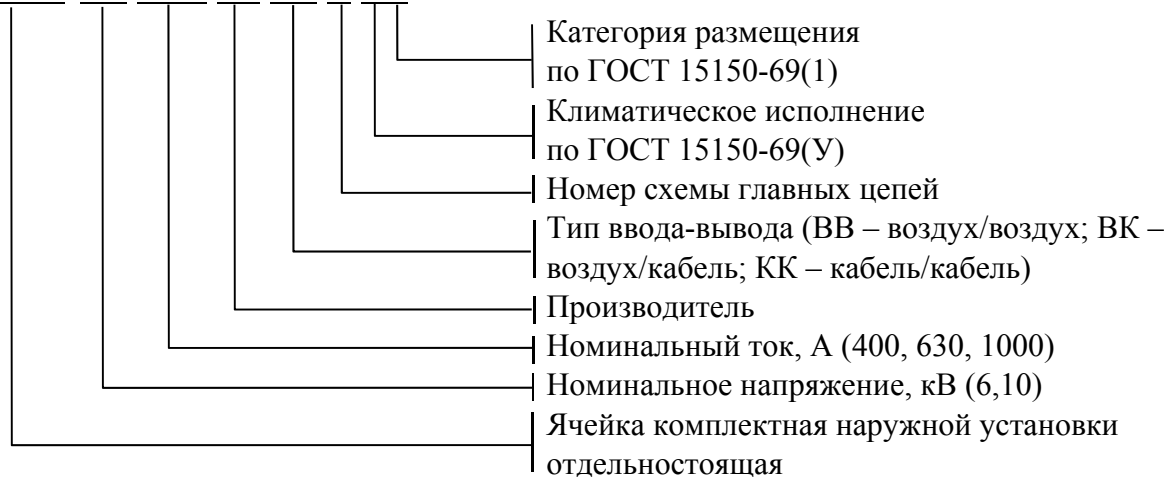 Категория размещения
по ГОСТ 15150-69(1)
Климатическое исполнение
по ГОСТ 15150-69(У)
Номер схемы главных цепей
Тип ввода-вывода (ВВ – воздух/воздух; ВК –
воздух/кабель; КК – кабель/кабель)
Производитель
Номинальный ток, А (400, 630, 1000)
Номинальное напряжение, кВ (6,10)
Ячейка комплектная наружной установки
отдельностоящая